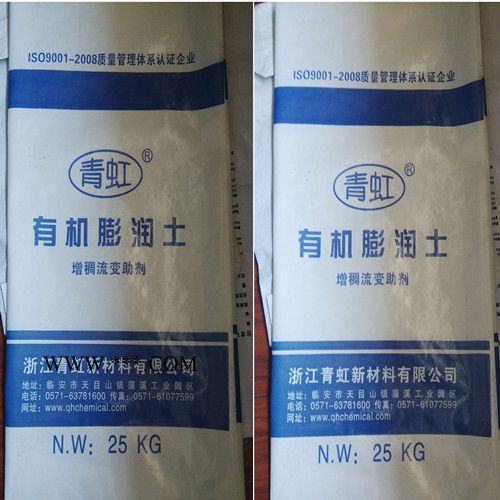 ISO9001-2008质量管理体系认证企业
青虹®
有机膨润土
增稠流变助剂
浙江青虹新材料有限公司
地址：临安市天目山镇藻溪工业园区
电话：0571-63781600 传真：0571-61077599
网址：www.qhchemical.com
N.W：25 KG
ISO9001-2008质量管理体系认证企业
青虹®
有机膨润土
增稠流变助剂
浙江青虹新材料有限公司
地址：临安市天目山镇藻溪工业园区
电话：0571-63781600 传真：0571-61077599
网址：www.qhchemical.com
N.W：25 KG